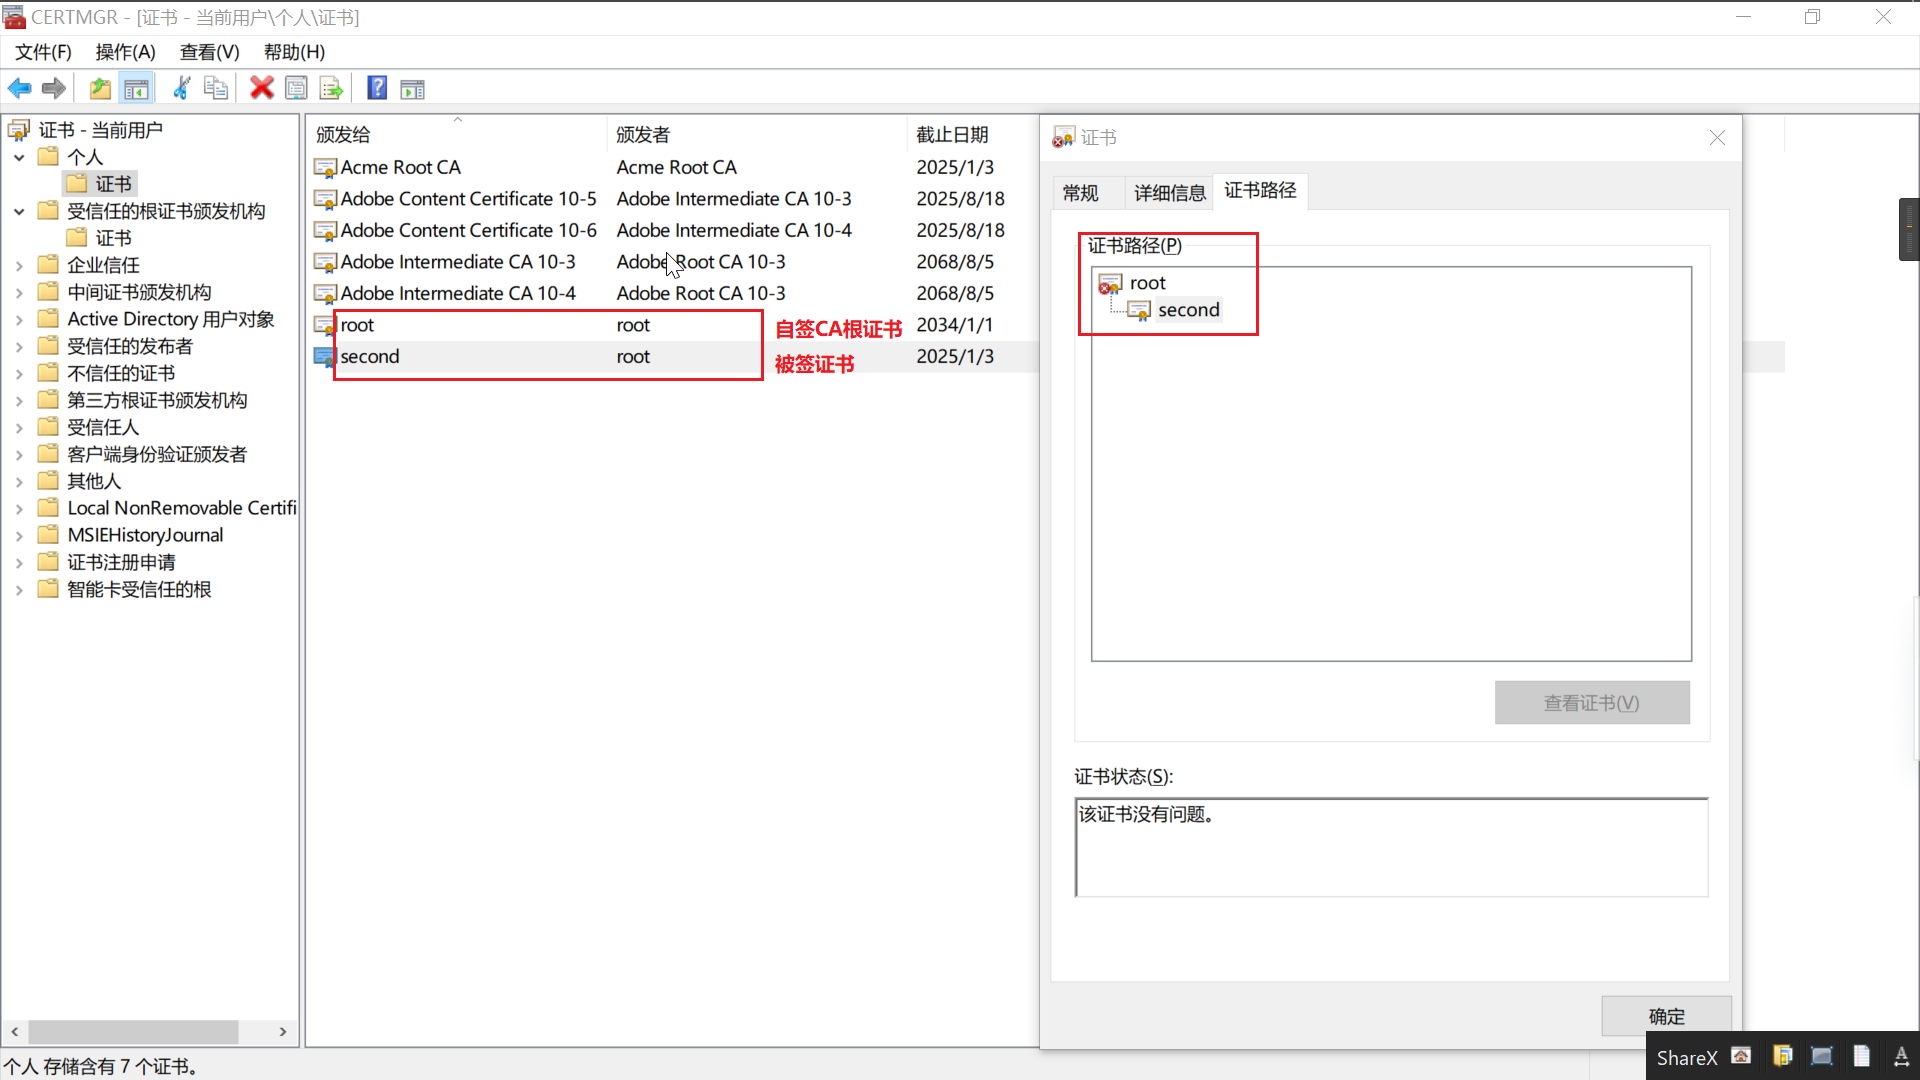 CERTMGR - [证书 - 当前用户\个人\证书]
文件(F) 操作(A) 查看(V) 帮助(H)
证书 - 当前用户
个人
证书
受信任的根证书颁发机构
证书
企业信任
中间证书颁发机构
Active Directory 用户对象
受信任的发布者
不信任的证书
第三方根证书颁发机构
受信任人
客户端身份验证颁发者
其他人
Local NonRemovable Certifi
MSIEHistoryJournal
证书注册申请
智能卡受信任的根
颁发给 颁发者 截止日期
Acme Root CA Acme Root CA 2025/1/3
Adobe Content Certificate 10-5 Adobe Intermediate CA 10-3 2025/8/18
Adobe Content Certificate 10-6 Adobe Intermediate CA 10-4 2025/8/18
Adobe Intermediate CA 10-3 Adobe Root CA 10-3 2068/8/5
Adobe Intermediate CA 10-4 Adobe Root CA 10-3 2068/8/5
root root 自签CA根证书 2034/1/1
second root 被签证书 2025/1/3
证书
常规 详细信息 证书路径
证书路径(P)
root
second
查看证书(V)
证书状态(S):
该证书没有问题。
确定
个人 存储含有 7 个证书。
ShareX